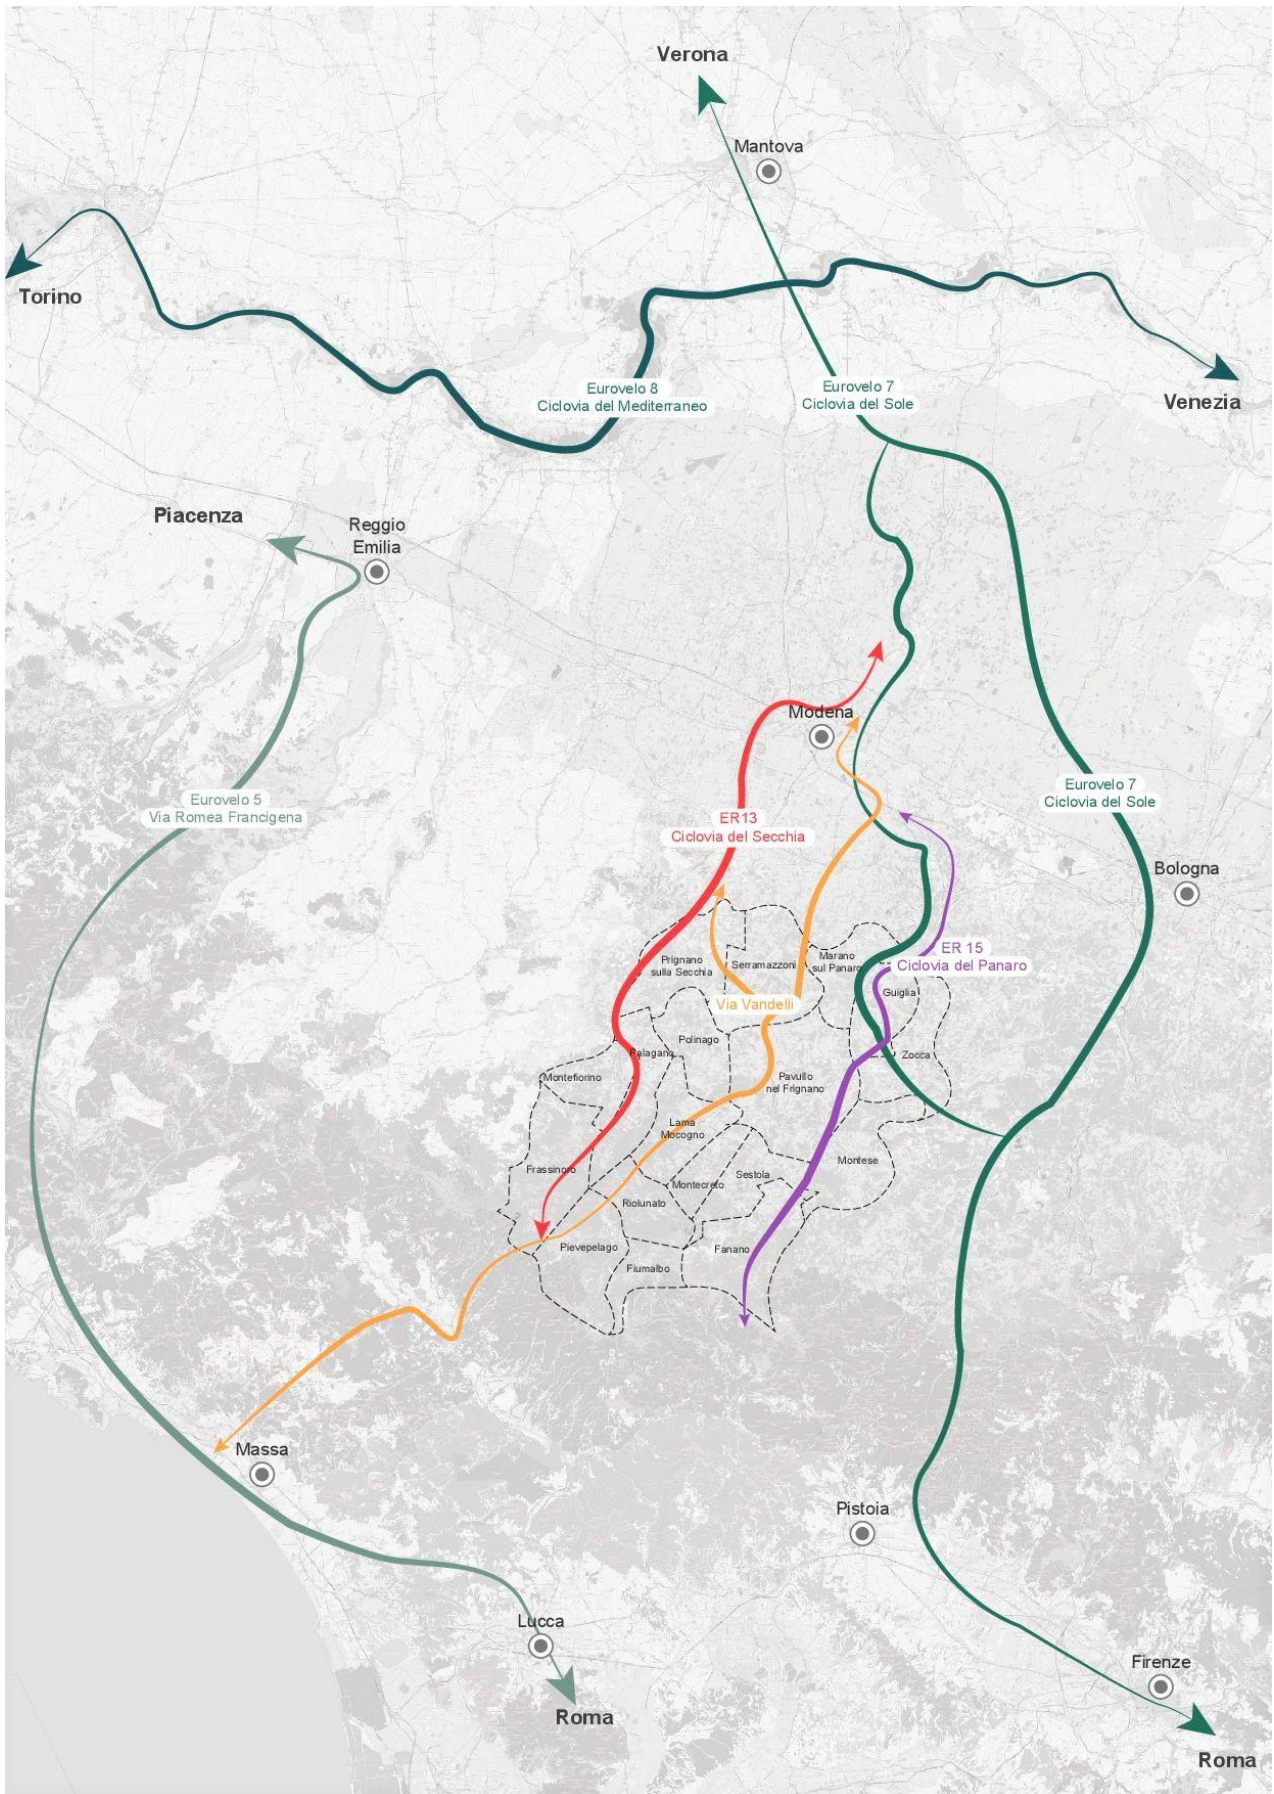 Verona
Mantova
Torino
Eurovelo 8
Ciclovia del Mediterraneo
Eurovelo 7
Ciclovia del Sole
Venezia
Piacenza
Reggio
Emilia
Modena
Eurovelo 5
Via Romea Francigena
ER13
Ciclovia del Secchia
Eurovelo 7
Ciclovia del Sole
Bologna
Prignano
sulla Secchia
Serramazzoni
Marano
sul Panaro
ER 15
Ciclovia del Panaro
Guiglia
Via Vandelli
Polinago
Palagano
Zocca
Montefiorino
Pavullo
nel Frignano
Lama
Mocogno
Montese
Frassinoro
Sestola
Montecreto
Riolunato
Pievepelago
Fanano
Fiumalbo
Massa
Pistoia
Lucca
Firenze
Roma
Roma